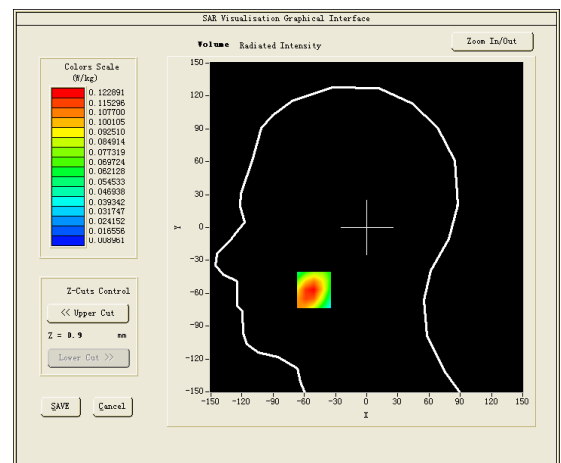 SAR Visualisation Graphical Interface
Volume Radiated Intensity
Zoom In/Out
Colors Scale
(W/kg)
0.122891
0.115296
0.107700
0.100105
0.092510
0.084914
0.077319
0.069724
0.062128
0.054533
0.046938
0.039342
0.031747
0.024152
0.016556
0.008961
Z-Cuts Control
<< Upper Cut
Z = 0.9 mm
Lower Cut >>
SAVE
Cancel
150
120
90
60
30
0
-30
-60
-90
-120
-150
Y
-150 -120 -90 -60 -30 0 30 60 90 120 150
X